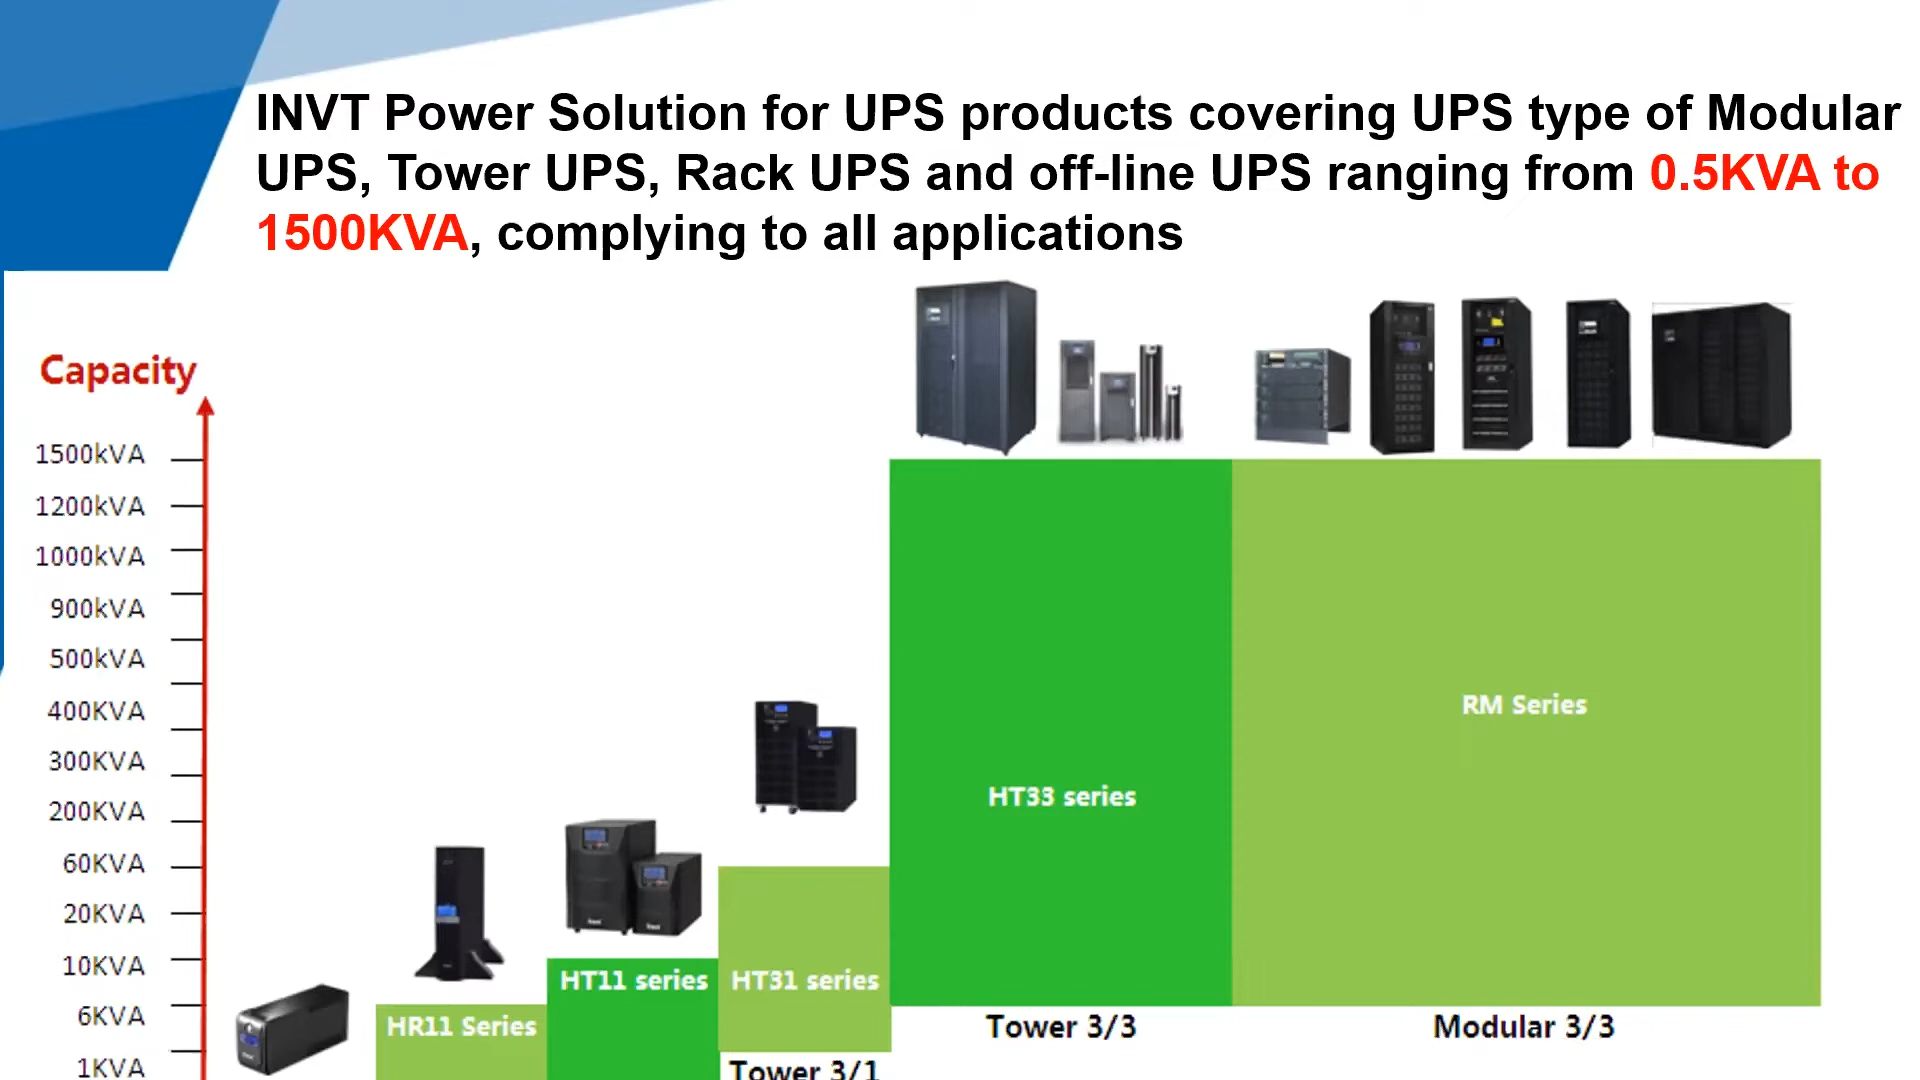 INVT Power Solution for UPS products covering UPS type of Modular
UPS, Tower UPS, Rack UPS and off-line UPS ranging from 0.5KVA to
1500KVA, complying to all applications
Capacity
1500kVA
1200kVA
1000kVA
900kVA
500kVA
400KVA
300KVA
200KVA
60KVA
20KVA
10KVA
6KVA
1KVA
HR11 Series
HT11 series
HT31 series
HT33 series
RM Series
Tower 3/1
Tower 3/3
Modular 3/3